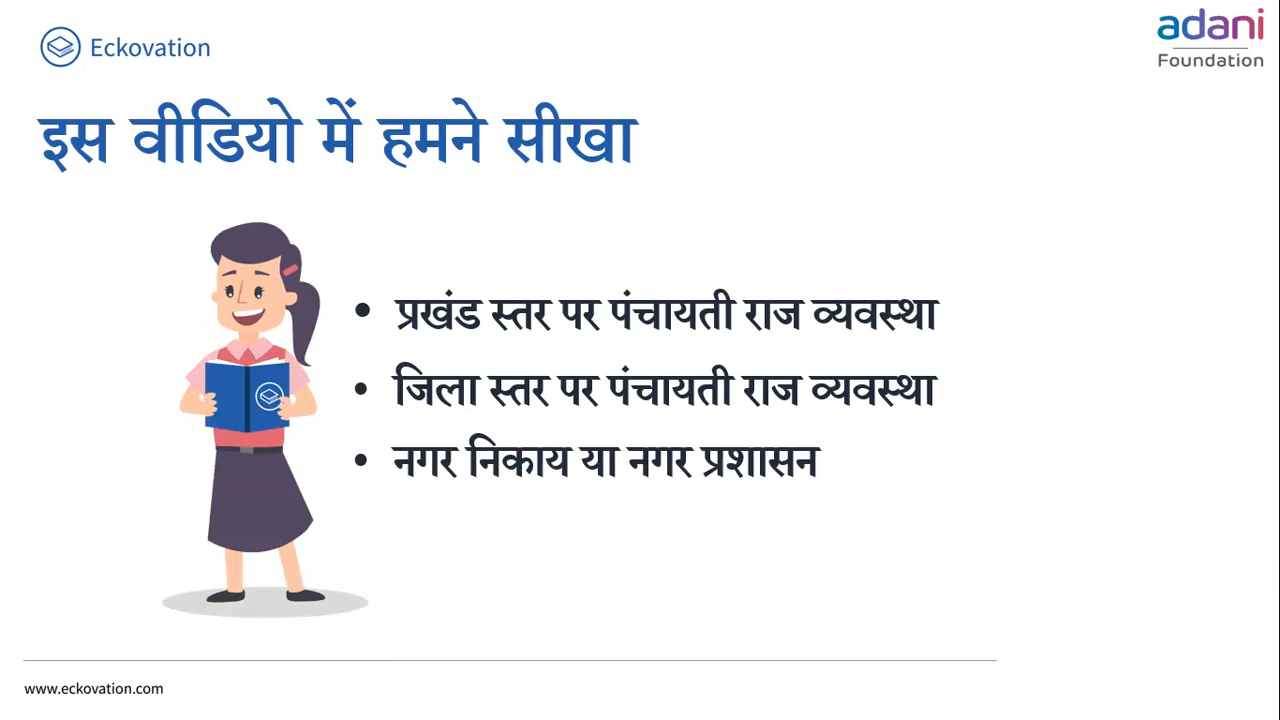 Eckovation
adani
Foundation
इस वीडियो में हमने सीखा
• प्रखंड स्तर पर पंचायती राज व्यवस्था
• जिला स्तर पर पंचायती राज व्यवस्था
• नगर निकाय या नगर प्रशासन
www.eckovation.com